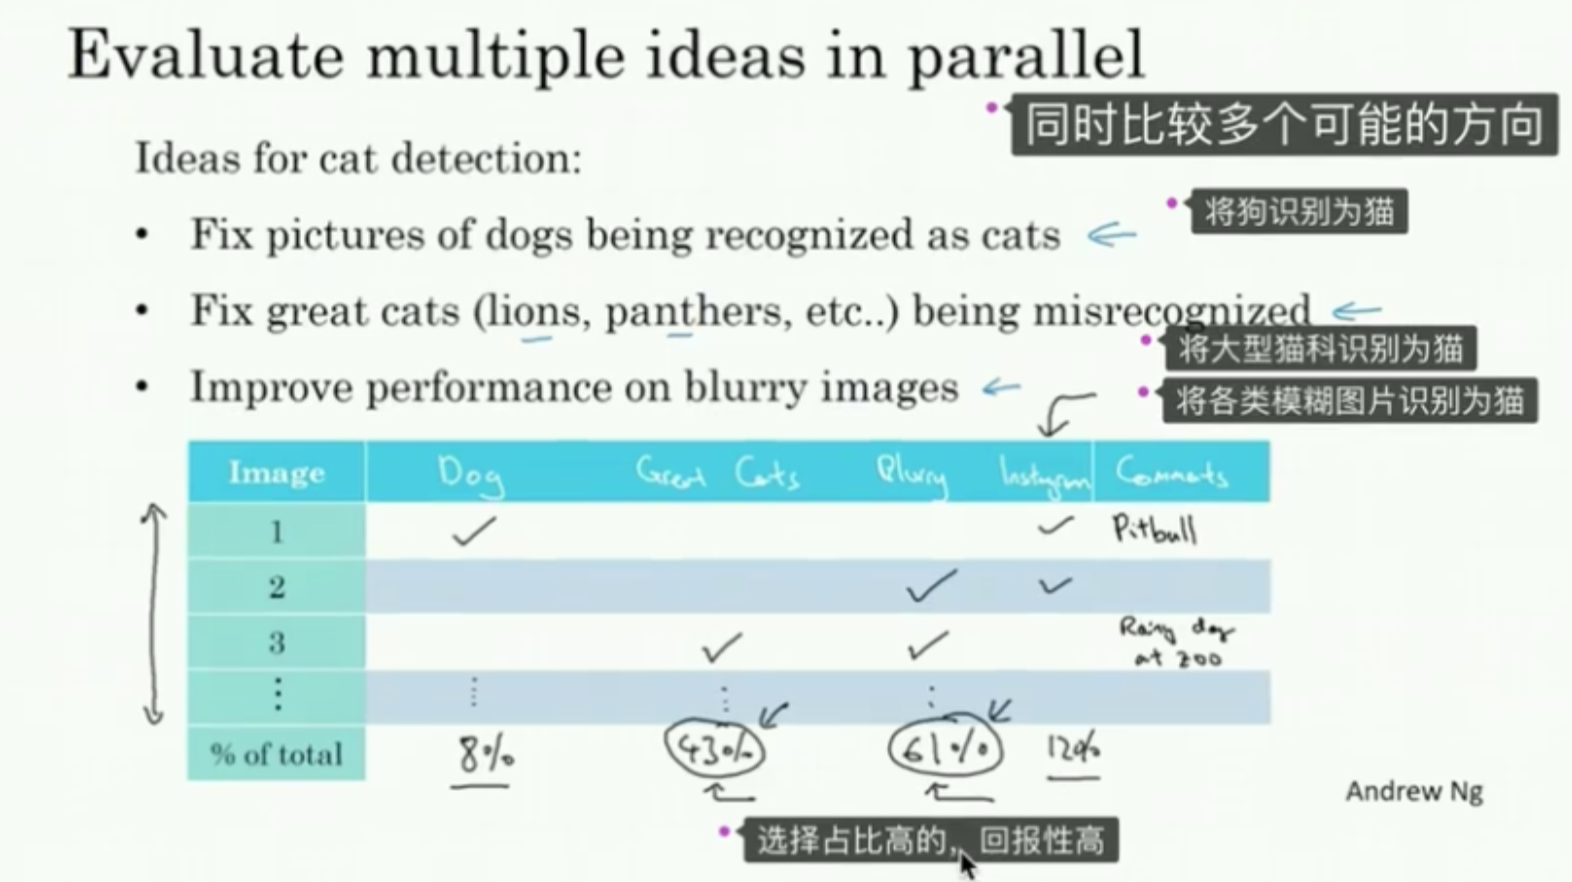 Evaluate multiple ideas in parallel
同时比较多个可能的方向
Ideas for cat detection:
• Fix pictures of dogs being recognized as cats
将狗识别为猫
• Fix great cats (lions, panthers, etc..) being misrecognized
将大型猫科识别为猫
• Improve performance on blurry images
将各类模糊图片识别为猫
Image Dog Great Cats Blurry Instagram Comments
1 ✓ ✓ Pitbull
2 ✓ ✓
3 ✓ ✓ Rainy day at zoo
⋮ ⋮ ⋮ ⋮
% of total 8% 43% 61% 12%
Andrew Ng
选择占比高的，回报性高